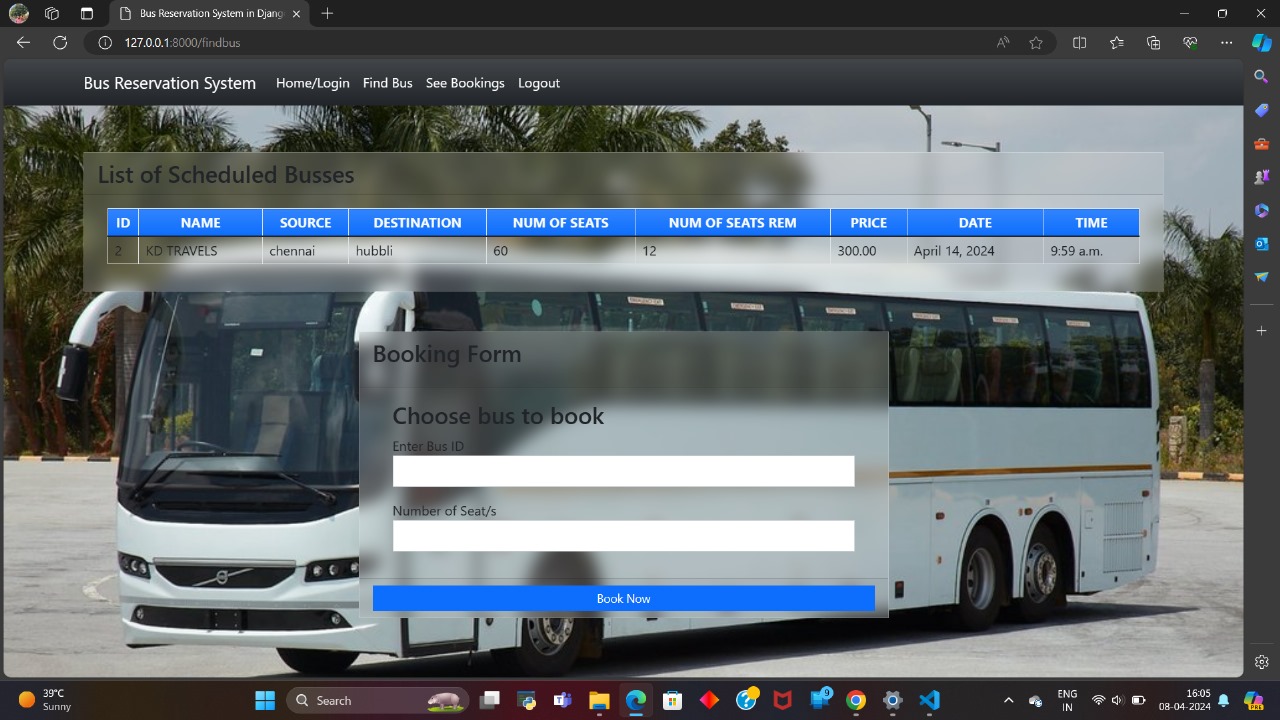 Bus Reservation System in Djang
127.0.0.1:8000/findbus
Bus Reservation System Home/Login Find Bus See Bookings Logout
List of Scheduled Busses
ID NAME SOURCE DESTINATION NUM OF SEATS NUM OF SEATS REM PRICE DATE TIME
2 KD TRAVELS chennai hubbli 60 12 300.00 April 14, 2024 9:59 a.m.
Booking Form
Choose bus to book
Enter Bus ID
Number of Seat/s
Book Now
39°C
Sunny
Search
9
ENG
IN
16:05
08-04-2024
PRE